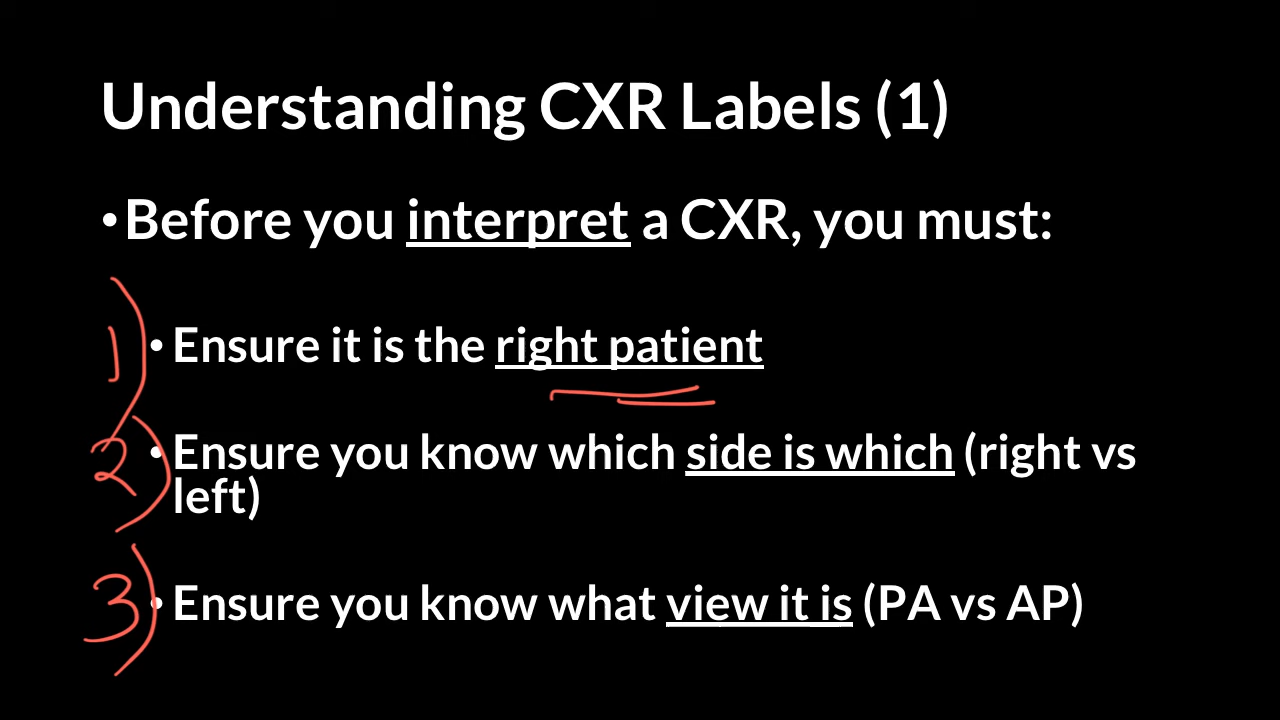 Understanding CXR Labels (1)
•Before you interpret a CXR, you must:
1) •Ensure it is the right patient
2) •Ensure you know which side is which (right vs
left)
3) •Ensure you know what view it is (PA vs AP)